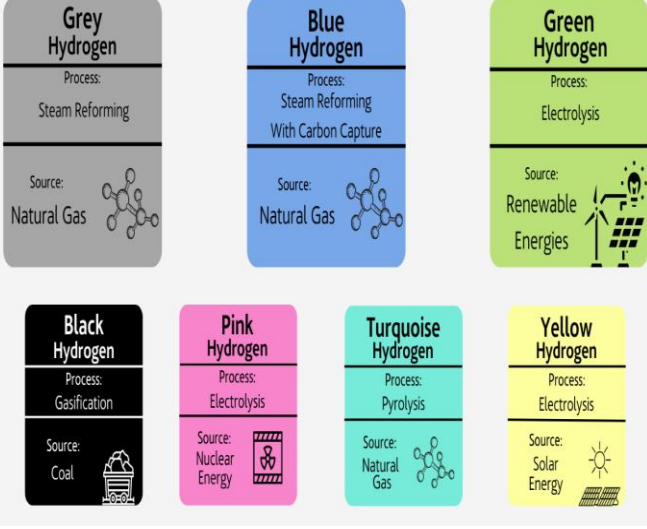 Grey
Hydrogen
Process:
Steam Reforming
Source:
Natural Gas
Blue
Hydrogen
Process:
Steam Reforming
With Carbon Capture
Source:
Natural Gas
Green
Hydrogen
Process:
Electrolysis
Source:
Renewable
Energies
Black
Hydrogen
Process:
Gasification
Source:
Coal
Pink
Hydrogen
Process:
Electrolysis
Source:
Nuclear
Energy
Turquoise
Hydrogen
Process:
Pyrolysis
Source:
Natural
Gas
Yellow
Hydrogen
Process:
Electrolysis
Source:
Solar
Energy